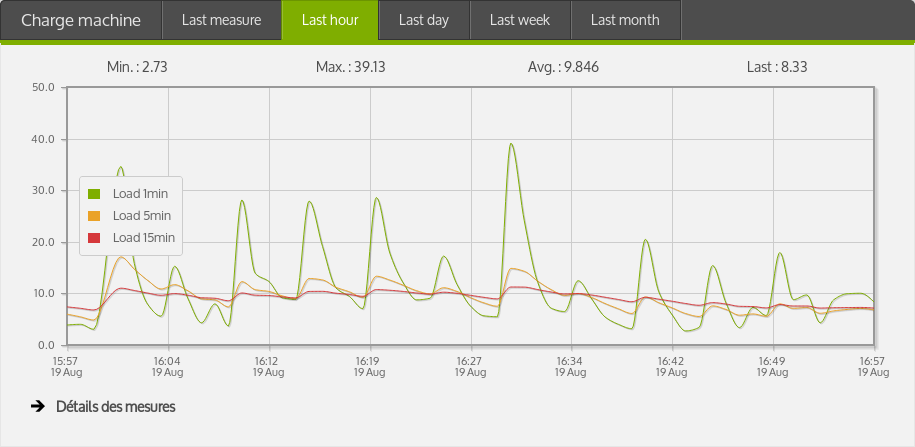 Charge machine Last measure Last hour Last day Last week Last month
Min. : 2.73 Max. : 39.13 Avg. : 9.846 Last : 8.33
50.0
40.0
30.0
20.0
10.0
0.0
Load 1min
Load 5min
Load 15min
15:57 16:04 16:12 16:19 16:27 16:34 16:42 16:49 16:57
19 Aug 19 Aug 19 Aug 19 Aug 19 Aug 19 Aug 19 Aug 19 Aug 19 Aug
Détails des mesures